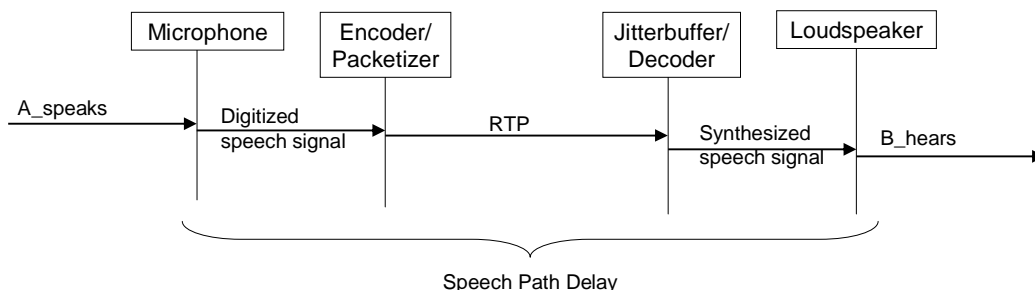 Microphone
Encoder/
Packetizer
Jitterbuffer/
Decoder
Loudspeaker
A_speaks
Digitized
speech signal
RTP
Synthesized
speech signal
B_hears
Speech Path Delay